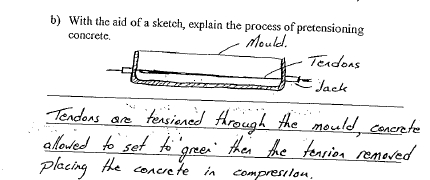 b) With the aid of a sketch, explain the process of pretensioning
concrete.
Mould.
Tendons
Jack
Tendons are tensioned through the mould, concrete
allowed to set to 'green' then the tension removed
placing the concrete in compression.